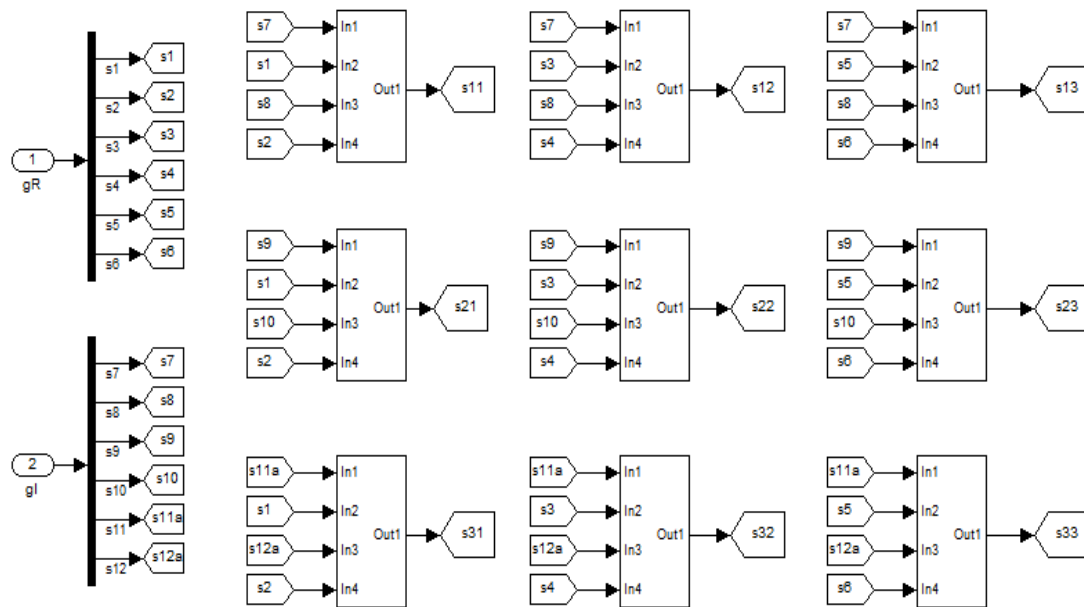 1
gR
s1 s1
s2 s2
s3 s3
s4 s4
s5 s5
s6 s6
2
gI
s7 s7
s8 s8
s9 s9
s10 s10
s11 s11a
s12 s12a
s7 In1
s1 In2
s8 In3
s2 In4
Out1 s11
s7 In1
s3 In2
s8 In3
s4 In4
Out1 s12
s7 In1
s5 In2
s8 In3
s6 In4
Out1 s13
s9 In1
s1 In2
s10 In3
s2 In4
Out1 s21
s9 In1
s3 In2
s10 In3
s4 In4
Out1 s22
s9 In1
s5 In2
s10 In3
s6 In4
Out1 s23
s11a In1
s1 In2
s12a In3
s2 In4
Out1 s31
s11a In1
s3 In2
s12a In3
s4 In4
Out1 s32
s11a In1
s5 In2
s12a In3
s6 In4
Out1 s33